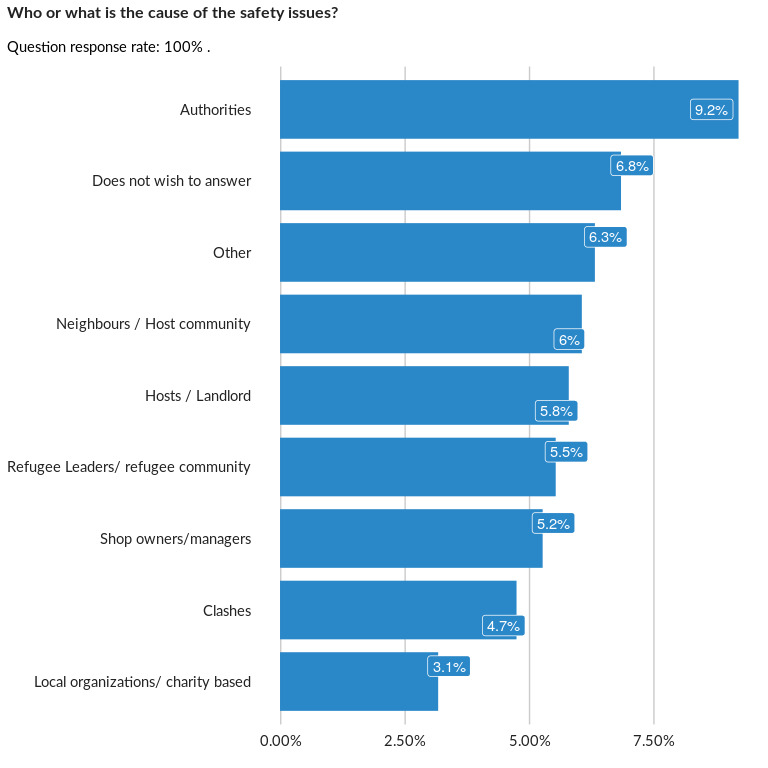 Who or what is the cause of the safety issues?
Question response rate: 100% .
Authorities
9.2%
Does not wish to answer
6.8%
Other
6.3%
Neighbours / Host community
6%
Hosts / Landlord
5.8%
Refugee Leaders/ refugee community
5.5%
Shop owners/managers
5.2%
Clashes
4.7%
Local organizations/ charity based
3.1%
0.00% 2.50% 5.00% 7.50%